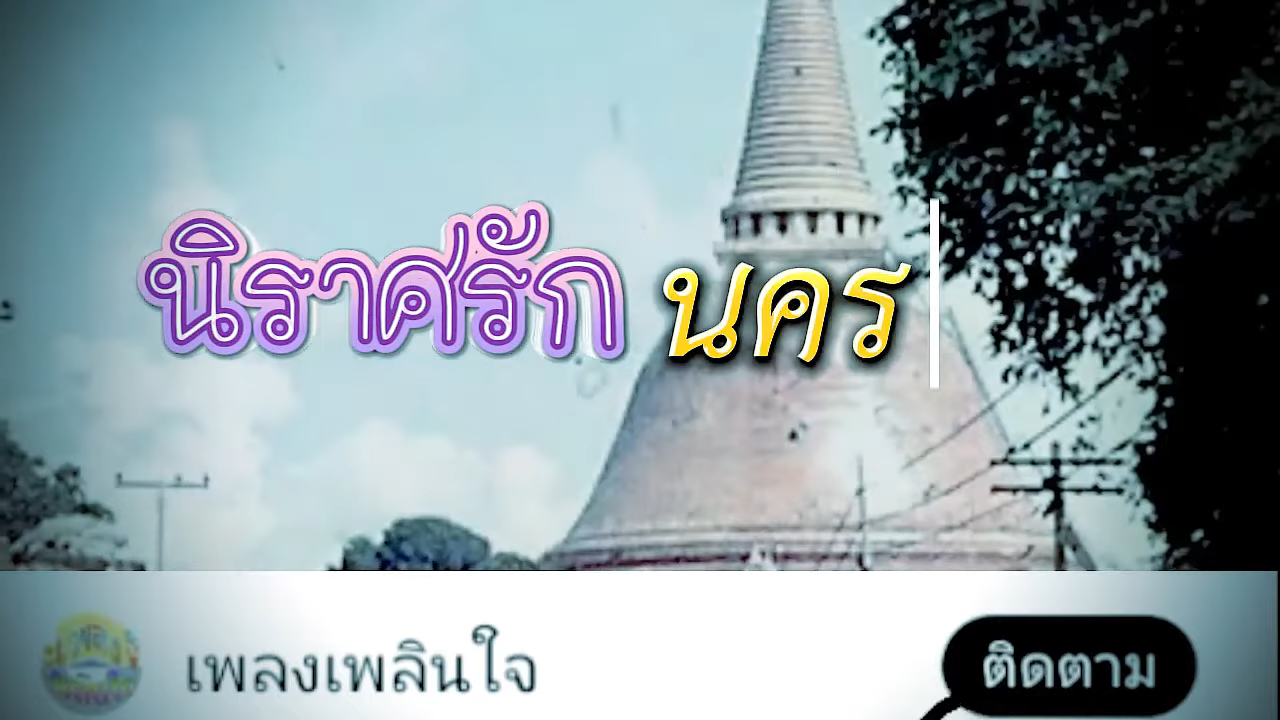 นิราศรัก นคร
เพลงเพลินใจ
ติดตาม